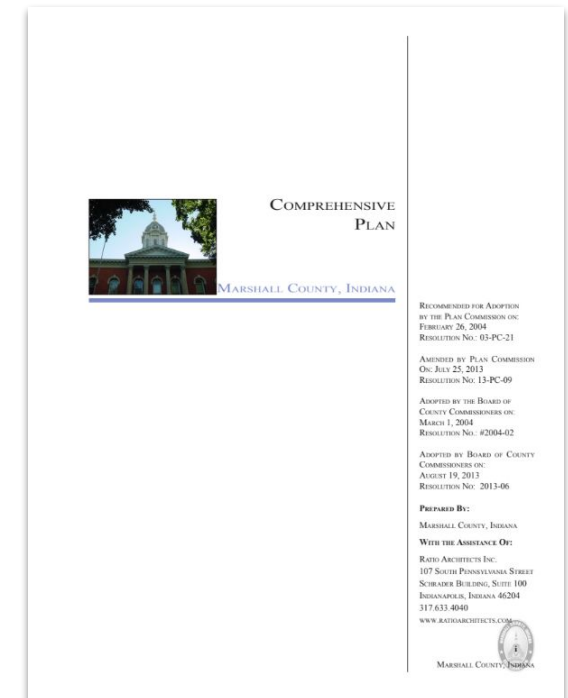 COMPREHENSIVE
PLAN
MARSHALL COUNTY, INDIANA
RECOMMENDED FOR ADOPTION
BY THE PLAN COMMISSION ON:
FEBRUARY 26, 2004
RESOLUTION NO.: 03-PC-21
AMENDED BY PLAN COMMISSION
ON: JULY 25, 2013
RESOLUTION NO: 13-PC-09
ADOPTED BY THE BOARD OF
COUNTY COMMISSIONERS ON:
MARCH 1, 2004
RESOLUTION NO.: #2004-02
ADOPTED BY BOARD OF COUNTY
COMMISSIONERS ON:
AUGUST 19, 2013
RESOLUTION NO: 2013-06
PREPARED BY:
MARSHALL COUNTY, INDIANA
WITH THE ASSISTANCE OF:
RATIO ARCHITECTS INC.
107 SOUTH PENNSYLVANIA STREET
SCHRADER BUILDING, SUITE 100
INDIANAPOLIS, INDIANA 46204
317.633.4040
WWW.RATIOARCHITECTS.COM
MARSHALL COUNTY, INDIANA